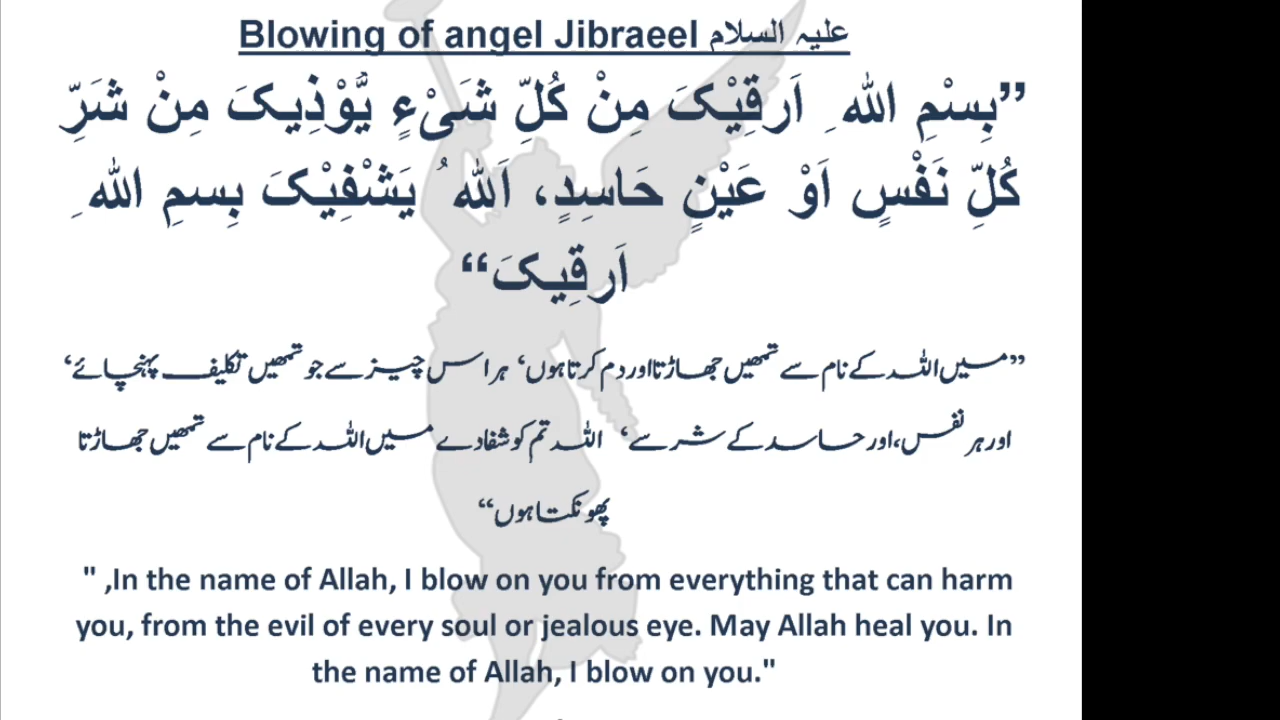 Blowing of angel Jibraeel علیہ السلام
”بِسْمِ اللہ ِ اَرقِیْکَ مِنْ کُلِّ شَیْءٍ یُّوْذِیکَ مِنْ شَرِّ
کُلِّ نَفْسٍ اَوْ عَیْنٍ حَاسِدٍ، اَللہ ُ یَشْفِیْکَ بِسمِ اللہ ِ
اَرقِیکَ“
”میں اللہ کے نام سے تمھیں جھاڑتا اور دم کرتا ہوں‘ ہر اس چیز سے جو تمھیں تکلیف پہنچائے‘
اور ہر نفس،اور حاسد کے شر سے‘ اللہ تم کو شفا دے میں اللہ کے نام سے تمھیں جھاڑتا
پھونکتا ہوں“
" ,In the name of Allah, I blow on you from everything that can harm
you, from the evil of every soul or jealous eye. May Allah heal you. In
the name of Allah, I blow on you."